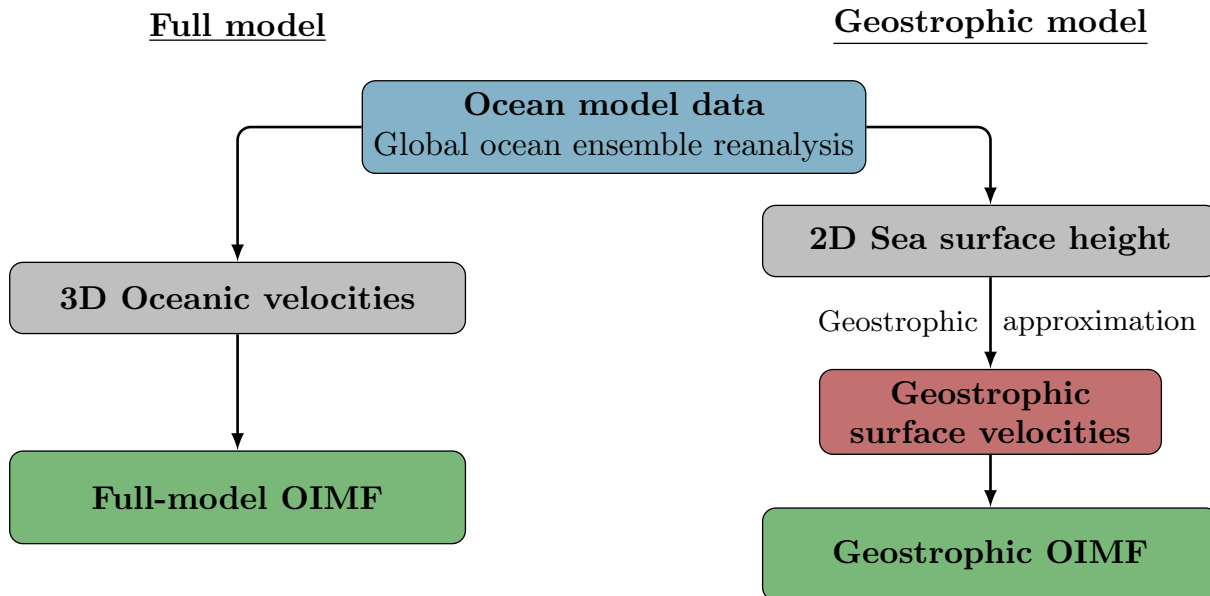 Full model
Geostrophic model
Ocean model data
Global ocean ensemble reanalysis
2D Sea surface height
3D Oceanic velocities
Geostrophic approximation
Geostrophic
surface velocities
Full-model OIMF
Geostrophic OIMF